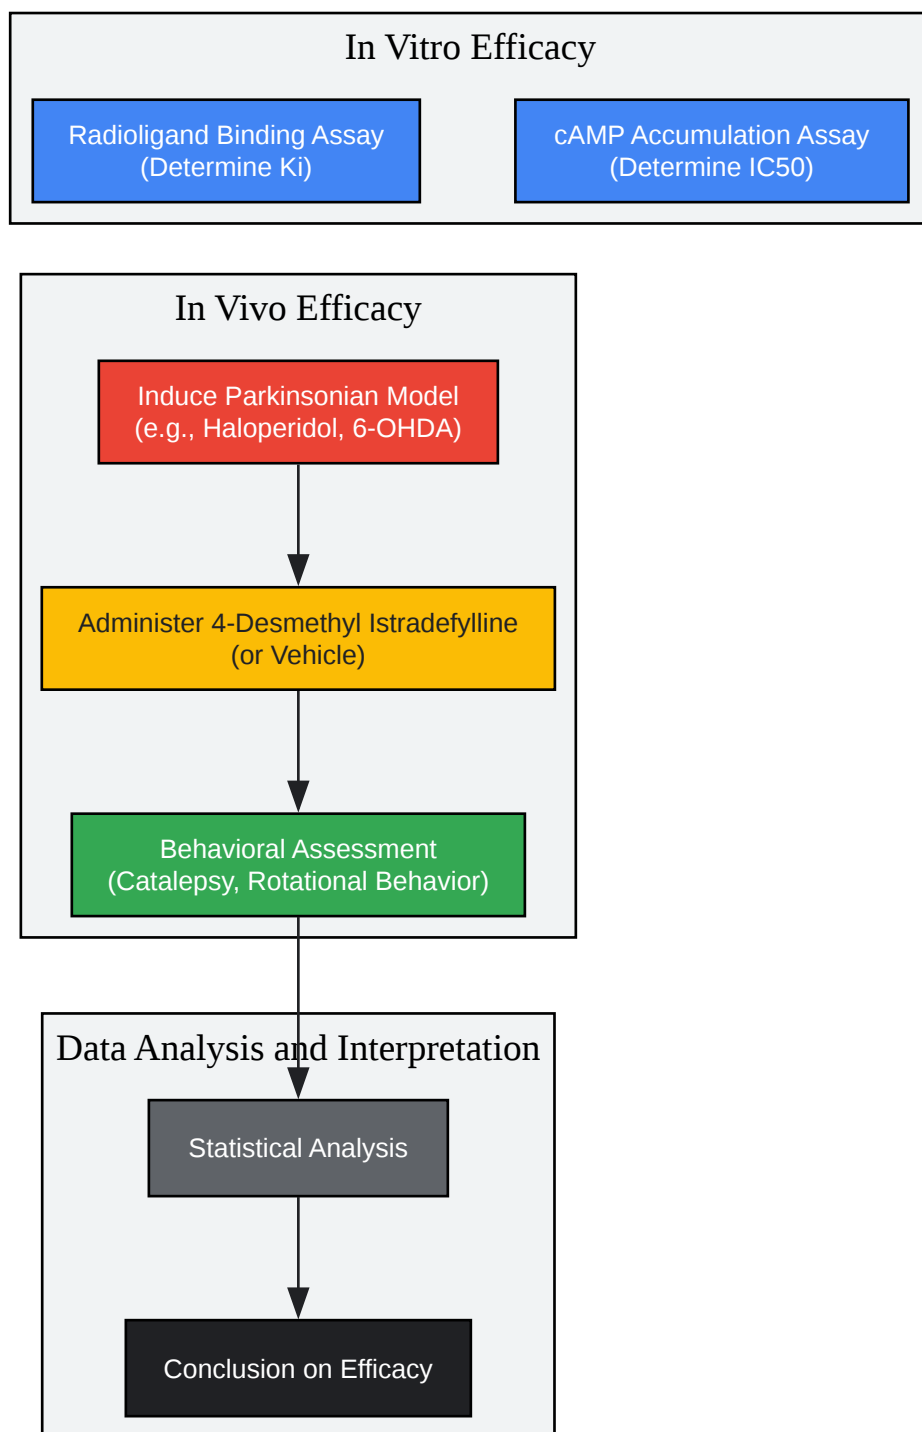 In Vitro Efficacy
Radioligand Binding Assay
(Determine Ki)
cAMP Accumulation Assay
(Determine IC50)
In Vivo Efficacy
Induce Parkinsonian Model
(e.g., Haloperidol, 6-OHDA)
Administer 4-Desmethyl Istradefylline
(or Vehicle)
Behavioral Assessment
(Catalepsy, Rotational Behavior)
Data Analysis and Interpretation
Statistical Analysis
Conclusion on Efficacy